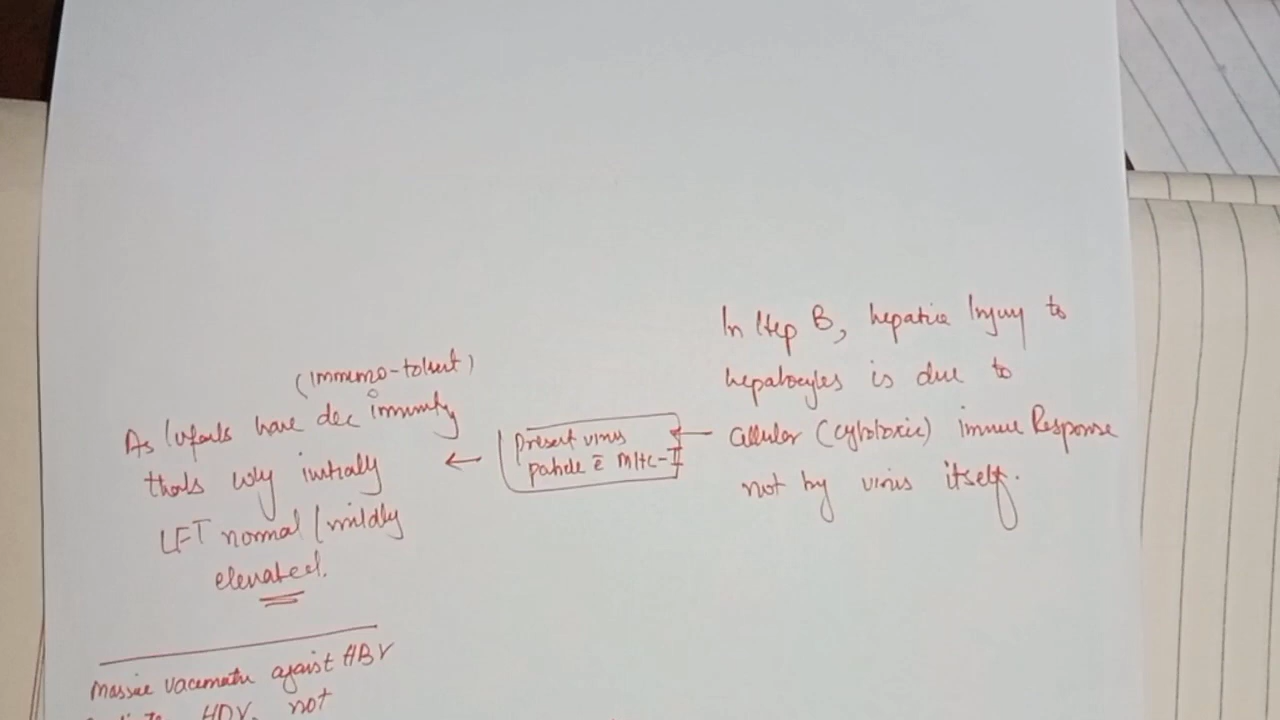 In Hep B, hepatic Injury to
hepatocytes is due to
cellular (cytotoxic) immune Response
not by virus itself.
Present virus
particle c̄ MHC-I
(Immuno-tolerant)
As infants have dec immunity
thats why initially
LFT normal / mildly
elevated.
Massive vaccination against HBV
HDV, not